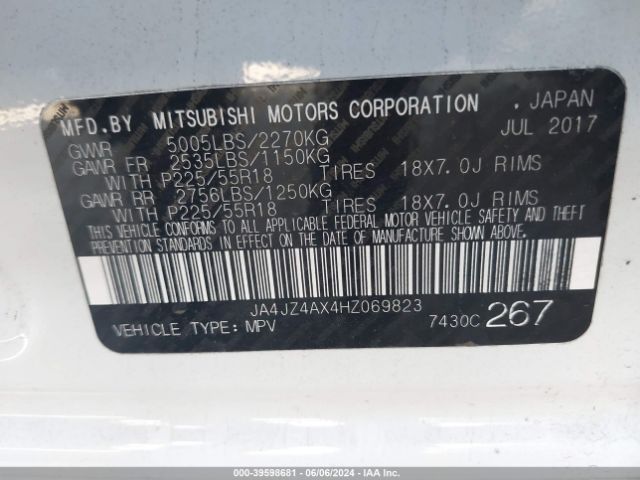 MFD.BY MITSUBISHI MOTORS CORPORATION . JAPAN
GVWR 5005LBS/2270KG JUL 2017
GAWR FR 2535LBS/1150KG
WITH P225/55R18 TIRES 18X7.0J RIMS
GAWR RR 2756LBS/1250KG
WITH P225/55R18 TIRES 18X7.0J RIMS
THIS VEHICLE CONFORMS TO ALL APPLICABLE FEDERAL MOTOR VEHICLE SAFETY AND THEFT
PREVENTION STANDARDS IN EFFECT ON THE DATE OF MANUFACTURE SHOWN ABOVE.
JA4JZ4AX4HZ069823
VEHICLE TYPE: MPV 7430C 267
000-39598681 - 06/06/2024 - IAAI